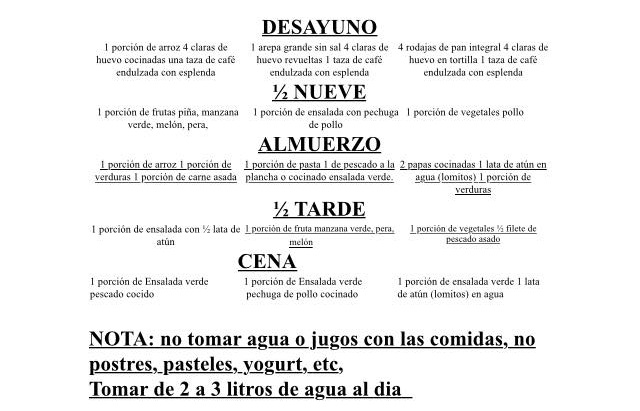 DESAYUNO
1 porción de arroz 4 claras de
huevo cocinadas una taza de café
endulzada con esplenda
1 arepa grande sin sal 4 claras de
huevo revueltas 1 taza de café
endulzada con esplenda
4 rodajas de pan integral 4 claras de
huevo en tortilla 1 taza de café
endulzada con esplenda
½ NUEVE
1 porción de frutas piña, manzana
verde, melón, pera,
1 porción de ensalada con pechuga
de pollo
1 porción de vegetales pollo
ALMUERZO
1 porción de arroz 1 porción de
verduras 1 porción de carne asada
1 porción de pasta 1 de pescado a la
plancha o cocinado ensalada verde.
2 papas cocinadas 1 lata de atún en
agua (lomitos) 1 porción de
verduras
½ TARDE
1 porción de ensalada con ½ lata de
atún
1 porción de fruta manzana verde, pera,
melón
1 porción de vegetales ½ filete de
pescado asado
CENA
1 porción de Ensalada verde
pescado cocido
1 porción de Ensalada verde
pechuga de pollo cocinado
1 porción de ensalada verde 1 lata
de atún (lomitos) en agua
NOTA: no tomar agua o jugos con las comidas, no
postres, pasteles, yogurt, etc,
Tomar de 2 a 3 litros de agua al dia